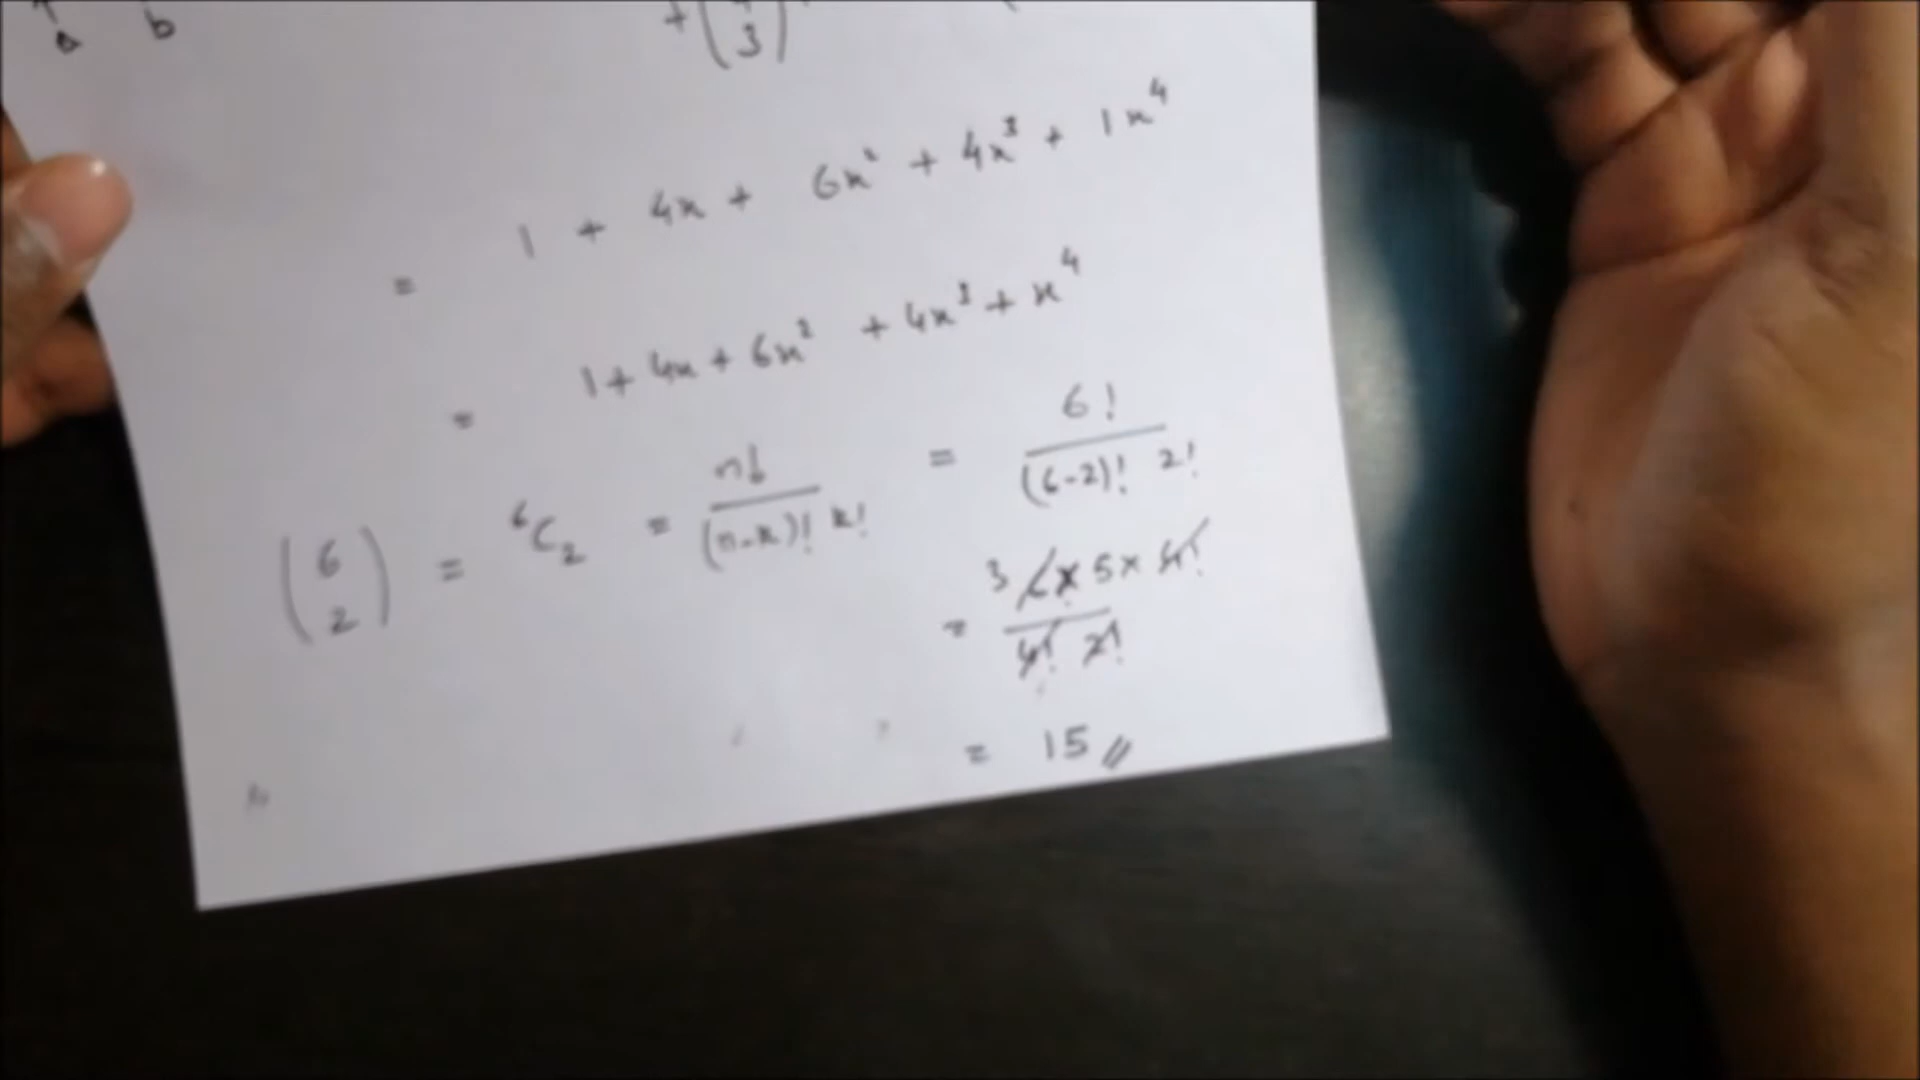 a b
+ ( 3 )
= 1 + 4x + 6x² + 4x³ + 1x⁴
= 1 + 4x + 6x² + 4x³ + x⁴
(6 2) = ⁶C₂ = n! / (n-k)! k! = 6! / (6-2)! 2!
= 3 6 x 5 x 4! / 4! 2!
= 15 //